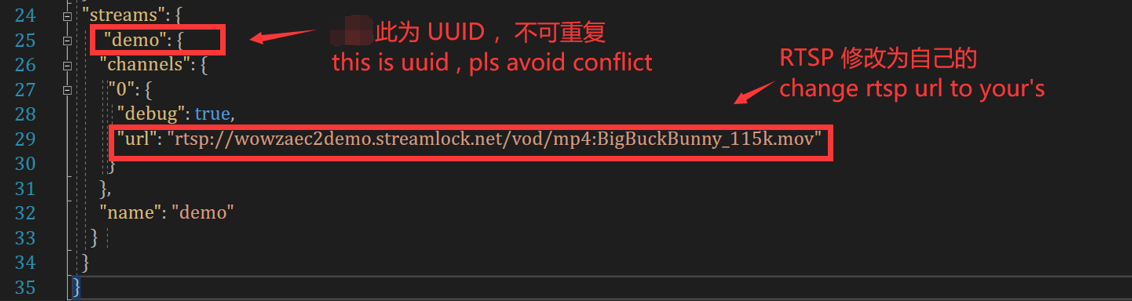 24 "streams": {
25 "demo": {
26 "channels": {
27 "0": {
28 "debug": true,
29 "url": "rtsp://wowzaec2demo.streamlock.net/vod/mp4:BigBuckBunny_115k.mov"
30 }
31 },
32 "name": "demo"
33 }
34 }
35 }
此为 UUID ，不可重复
this is uuid , pls avoid conflict
RTSP 修改为自己的
change rtsp url to your's